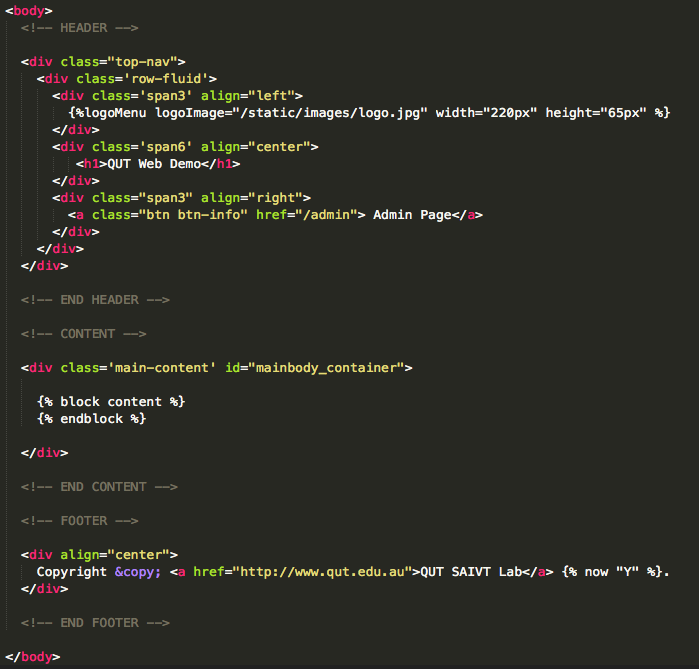 <body>
<!-- HEADER -->
<div class="top-nav">
<div class='row-fluid'>
<div class='span3' align="left">
{%logoMenu logoImage="/static/images/logo.jpg" width="220px" height="65px" %}
</div>
<div class='span6' align="center">
<h1>QUT Web Demo</h1>
</div>
<div class="span3" align="right">
<a class="btn btn-info" href="/admin"> Admin Page</a>
</div>
</div>
</div>
<!-- END HEADER -->
<!-- CONTENT -->
<div class='main-content' id="mainbody_container">
{% block content %}
{% endblock %}
</div>
<!-- END CONTENT -->
<!-- FOOTER -->
<div align="center">
Copyright &copy; <a href="http://www.qut.edu.au">QUT SAIVT Lab</a> {% now "Y" %}.
</div>
<!-- END FOOTER -->
</body>